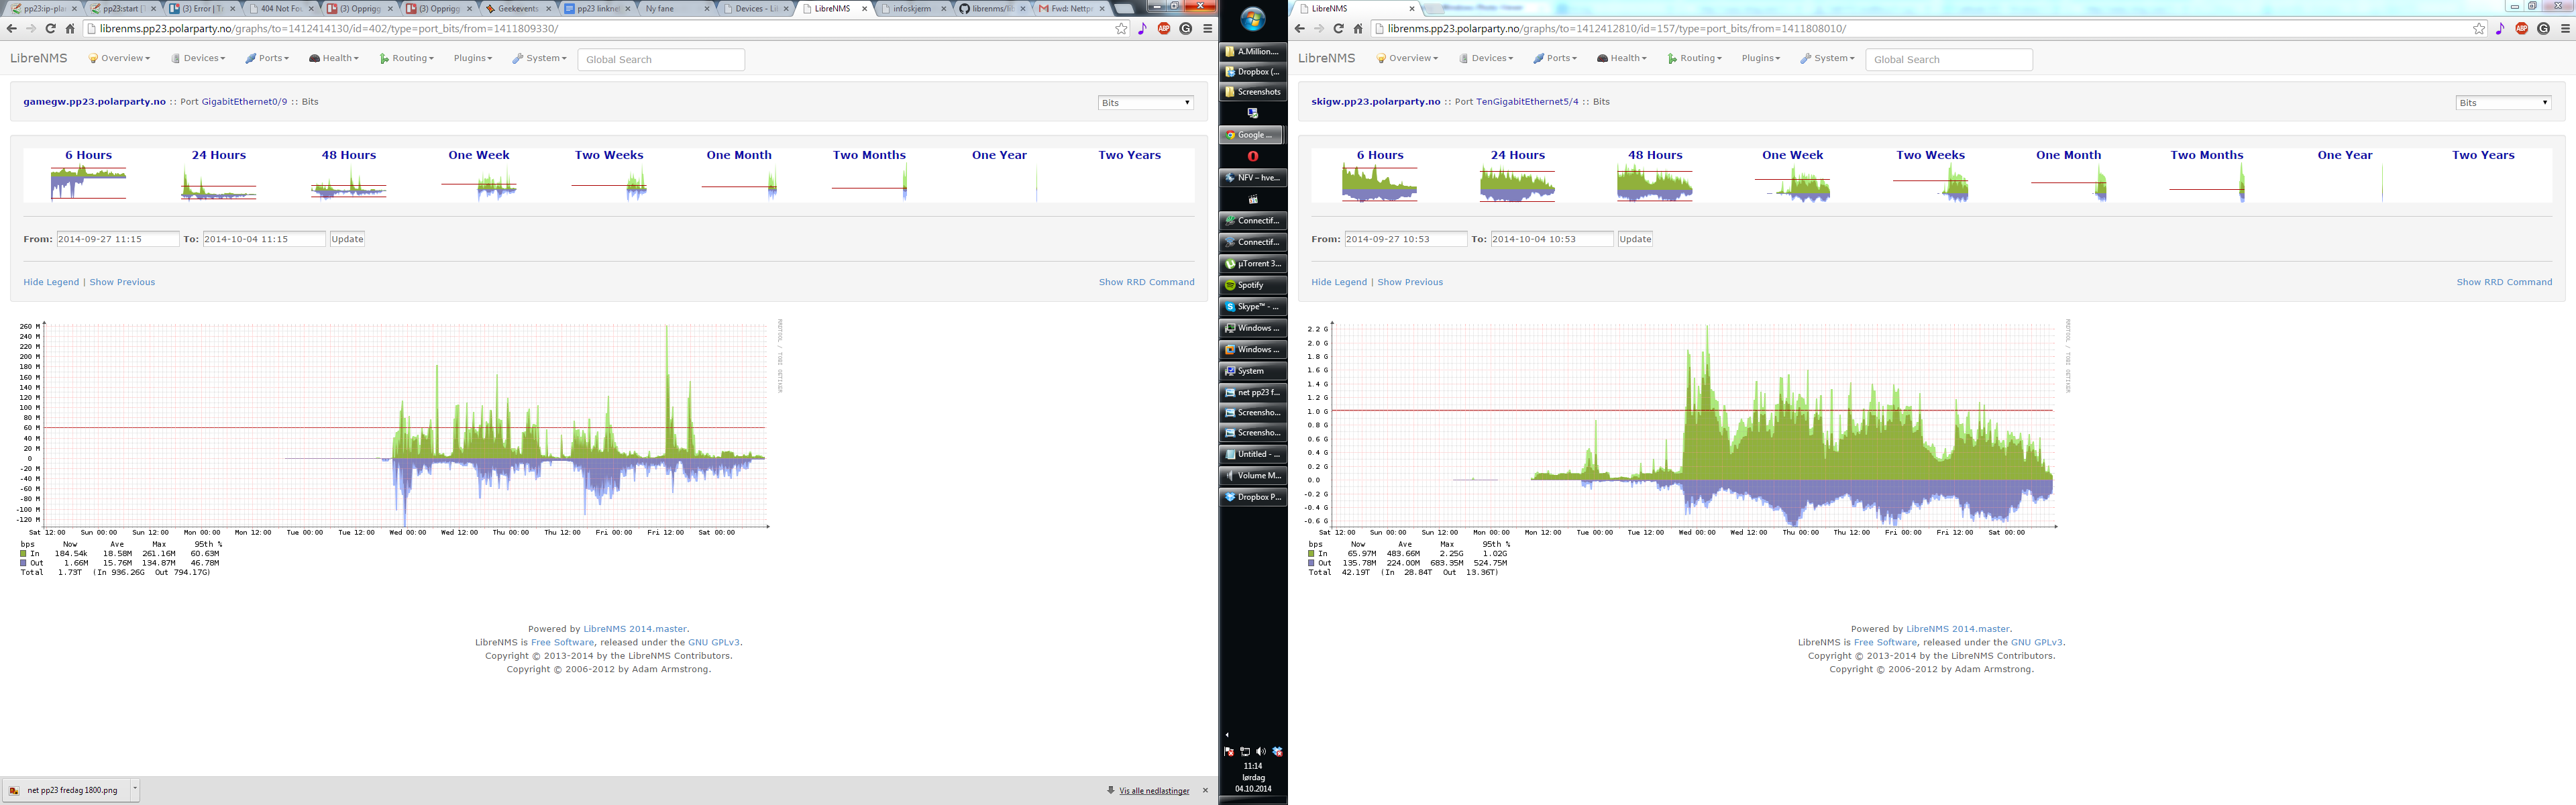 pp23:ip-pla
pp23:start [
(3) Error | T
404 Not Fo
(3) Opprigg
(3) Opprigg
Geekevents
pp23 linkne
Ny fane
Devices - Li
LibreNMS
infoskjerm
librenms/li
Fwd: Nettp
librenms.pp23.polarparty.no/graphs/to=1412414130/id=402/type=port_bits/from=1411809330/
LibreNMS Overview Devices Ports Health Routing Plugins System Global Search
gamegw.pp23.polarparty.no :: Port GigabitEthernet0/9 :: Bits
Bits
6 Hours 24 Hours 48 Hours One Week Two Weeks One Month Two Months One Year Two Years
From: 2014-09-27 11:15 To: 2014-10-04 11:15 Update
Hide Legend | Show Previous
Show RRD Command
RRDTOOL / TOBI OETIKER
260 M
240 M
220 M
200 M
180 M
160 M
140 M
120 M
100 M
80 M
60 M
40 M
20 M
0
-20 M
-40 M
-60 M
-80 M
-100 M
-120 M
Sat 12:00 Sun 00:00 Sun 12:00 Mon 00:00 Mon 12:00 Tue 00:00 Tue 12:00 Wed 00:00 Wed 12:00 Thu 00:00 Thu 12:00 Fri 00:00 Fri 12:00 Sat 00:00
bps Now Ave Max 95th %
In 184.54k 18.58M 261.16M 60.63M
Out 1.66M 15.76M 134.87M 46.78M
Total 1.73T (In 936.26G Out 794.17G)
Powered by LibreNMS 2014.master.
LibreNMS is Free Software, released under the GNU GPLv3.
Copyright © 2013-2014 by the LibreNMS Contributors.
Copyright © 2006-2012 by Adam Armstrong.
net pp23 fredag 1800.png
Vis alle nedlastinger
A.Million....
Dropbox (...
Screenshots
Google ...
NFV – hve...
Connectif...
Connectif...
µTorrent 3...
Spotify
Skype™ - ...
Windows ...
Windows ...
System
net pp23 f...
Screensho...
Screensho...
Untitled - ...
Volume M...
Dropbox P...
11:14
lørdag
04.10.2014
LibreNMS
librenms.pp23.polarparty.no/graphs/to=1412412810/id=157/type=port_bits/from=1411808010/
LibreNMS Overview Devices Ports Health Routing Plugins System Global Search
skigw.pp23.polarparty.no :: Port TenGigabitEthernet5/4 :: Bits
Bits
6 Hours 24 Hours 48 Hours One Week Two Weeks One Month Two Months One Year Two Years
From: 2014-09-27 10:53 To: 2014-10-04 10:53 Update
Hide Legend | Show Previous
Show RRD Command
RRDTOOL / TOBI OETIKER
2.2 G
2.0 G
1.8 G
1.6 G
1.4 G
1.2 G
1.0 G
0.8 G
0.6 G
0.4 G
0.2 G
0.0
-0.2 G
-0.4 G
-0.6 G
Sat 12:00 Sun 00:00 Sun 12:00 Mon 00:00 Mon 12:00 Tue 00:00 Tue 12:00 Wed 00:00 Wed 12:00 Thu 00:00 Thu 12:00 Fri 00:00 Fri 12:00 Sat 00:00
bps Now Ave Max 95th %
In 65.97M 483.66M 2.25G 1.02G
Out 135.78M 224.00M 683.35M 524.75M
Total 42.19T (In 28.84T Out 13.36T)
Powered by LibreNMS 2014.master.
LibreNMS is Free Software, released under the GNU GPLv3.
Copyright © 2013-2014 by the LibreNMS Contributors.
Copyright © 2006-2012 by Adam Armstrong.